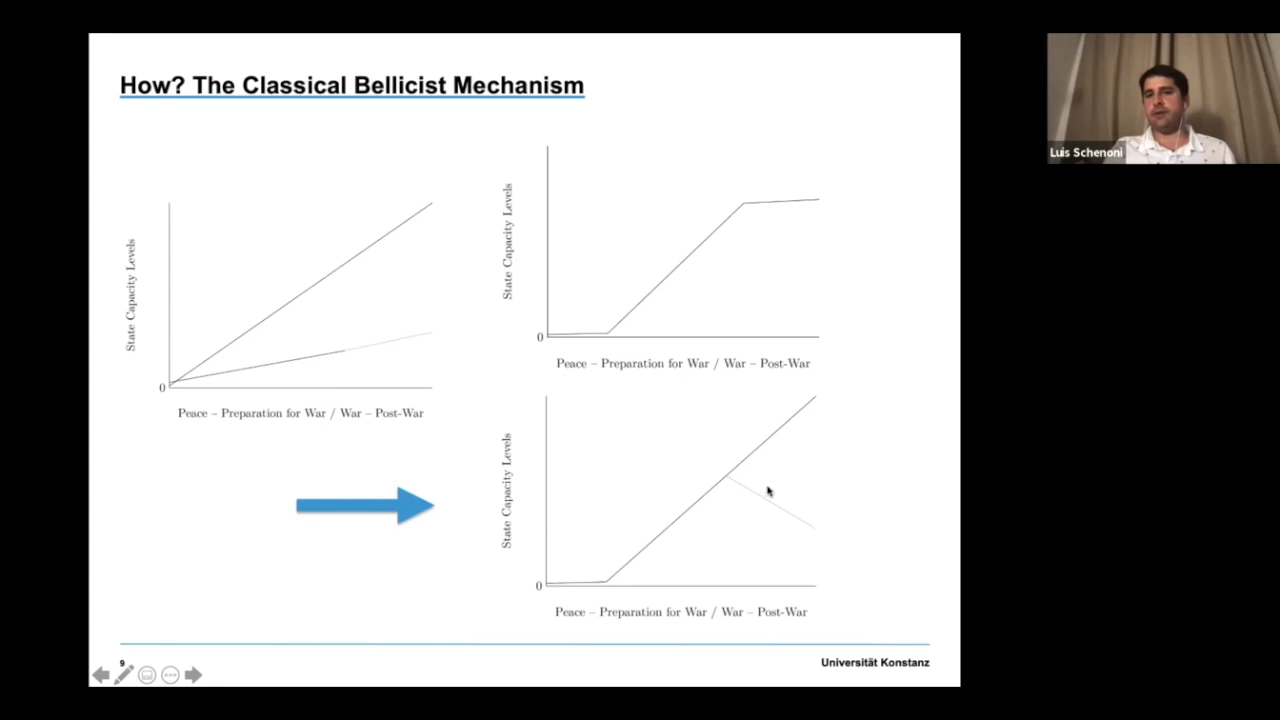 How? The Classical Bellicist Mechanism
Luis Schenoni
State Capacity Levels
0
Peace – Preparation for War / War – Post-War
State Capacity Levels
0
Peace – Preparation for War / War – Post-War
State Capacity Levels
0
Peace – Preparation for War / War – Post-War
9
Universität Konstanz